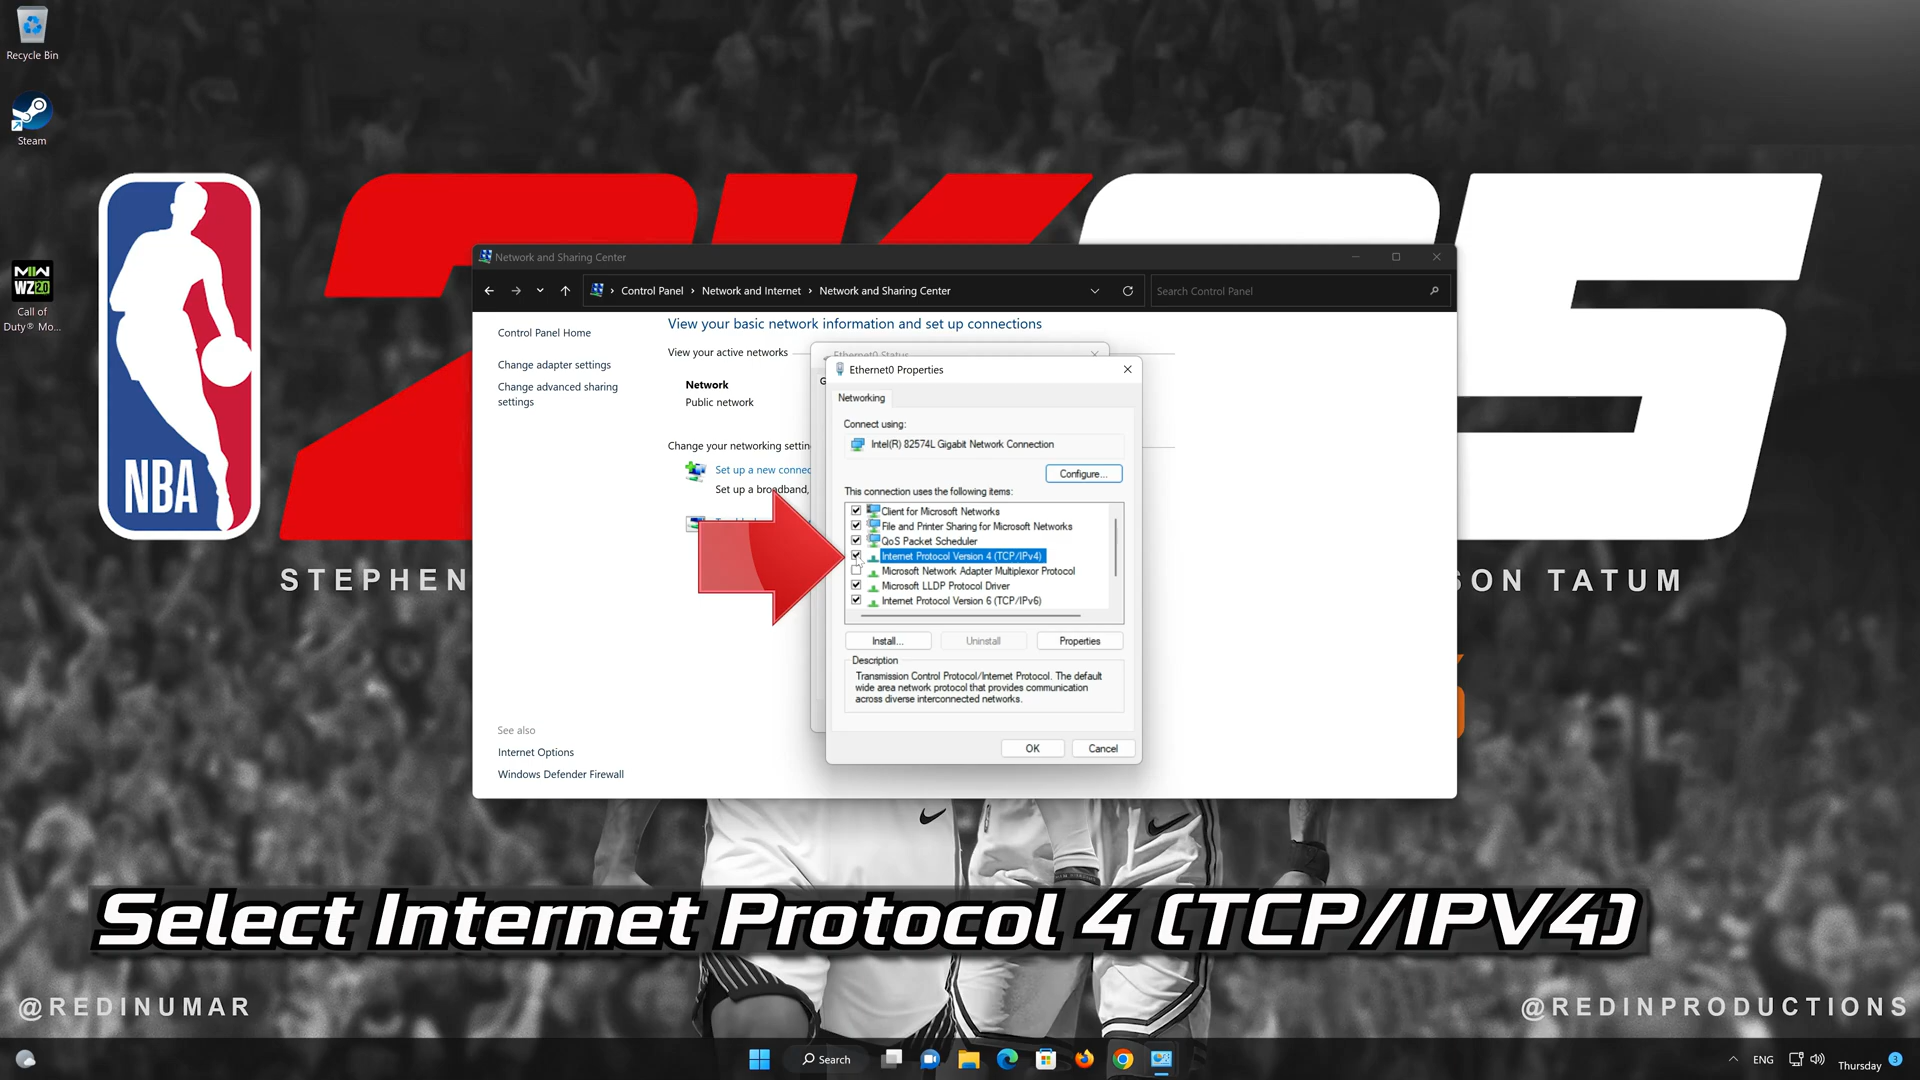 Recycle Bin
Steam
MW
WZ 2.0
Call of
Duty® Mo...
NBA
2K25
STEPHEN
SON TATUM
Network and Sharing Center
Control Panel › Network and Internet › Network and Sharing Center
Search Control Panel
Control Panel Home
Change adapter settings
Change advanced sharing
settings
See also
Internet Options
Windows Defender Firewall
View your basic network information and set up connections
View your active networks
Network
Public network
Change your networking settin
Set up a new connec
Set up a broadband,
Ethernet0 Status
G
Ethernet0 Properties
Networking
Connect using:
Intel(R) 82574L Gigabit Network Connection
Configure...
This connection uses the following items:
Client for Microsoft Networks
File and Printer Sharing for Microsoft Networks
QoS Packet Scheduler
Internet Protocol Version 4 (TCP/IPv4)
Microsoft Network Adapter Multiplexor Protocol
Microsoft LLDP Protocol Driver
Internet Protocol Version 6 (TCP/IPv6)
Install...
Uninstall
Properties
Description
Transmission Control Protocol/Internet Protocol. The default
wide area network protocol that provides communication
across diverse interconnected networks.
OK
Cancel
Select Internet Protocol 4 (TCP/IPV4)
@REDINUMAR
@REDINPRODUCTIONS
Search
ENG
Thursday
3